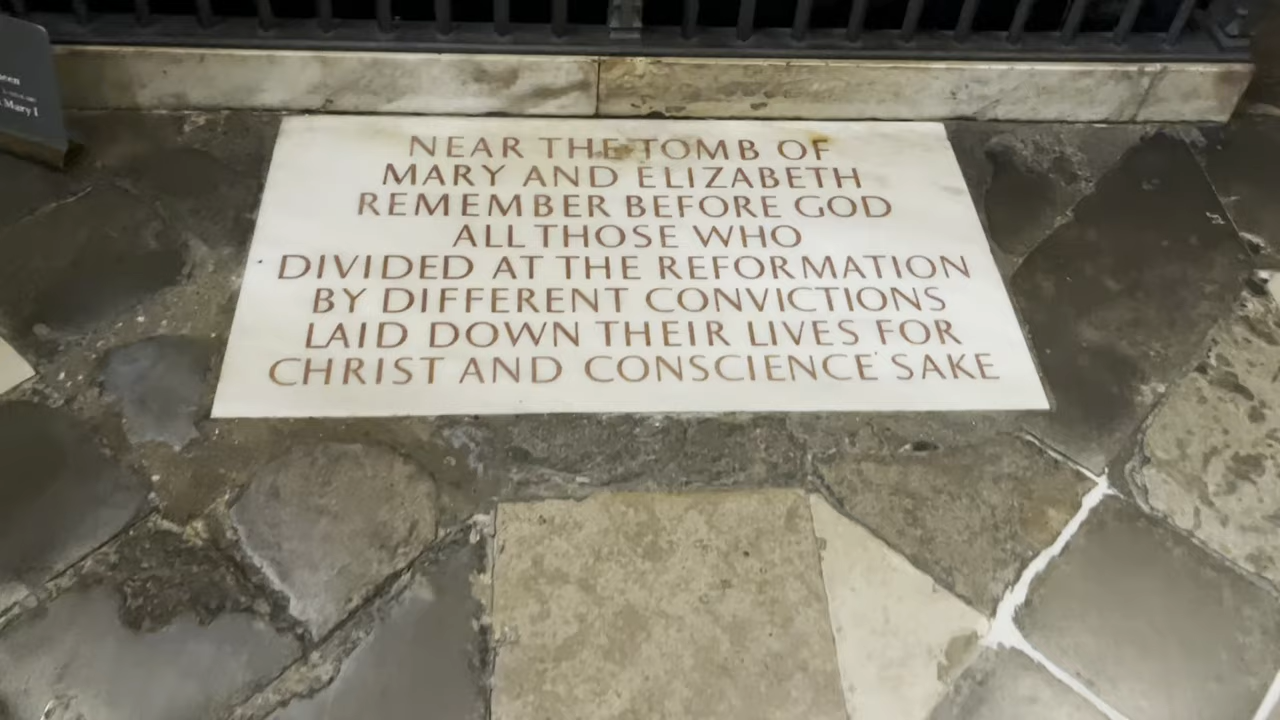 NEAR THE TOMB OF
MARY AND ELIZABETH
REMEMBER BEFORE GOD
ALL THOSE WHO
DIVIDED AT THE REFORMATION
BY DIFFERENT CONVICTIONS
LAID DOWN THEIR LIVES FOR
CHRIST AND CONSCIENCE' SAKE
Mary I